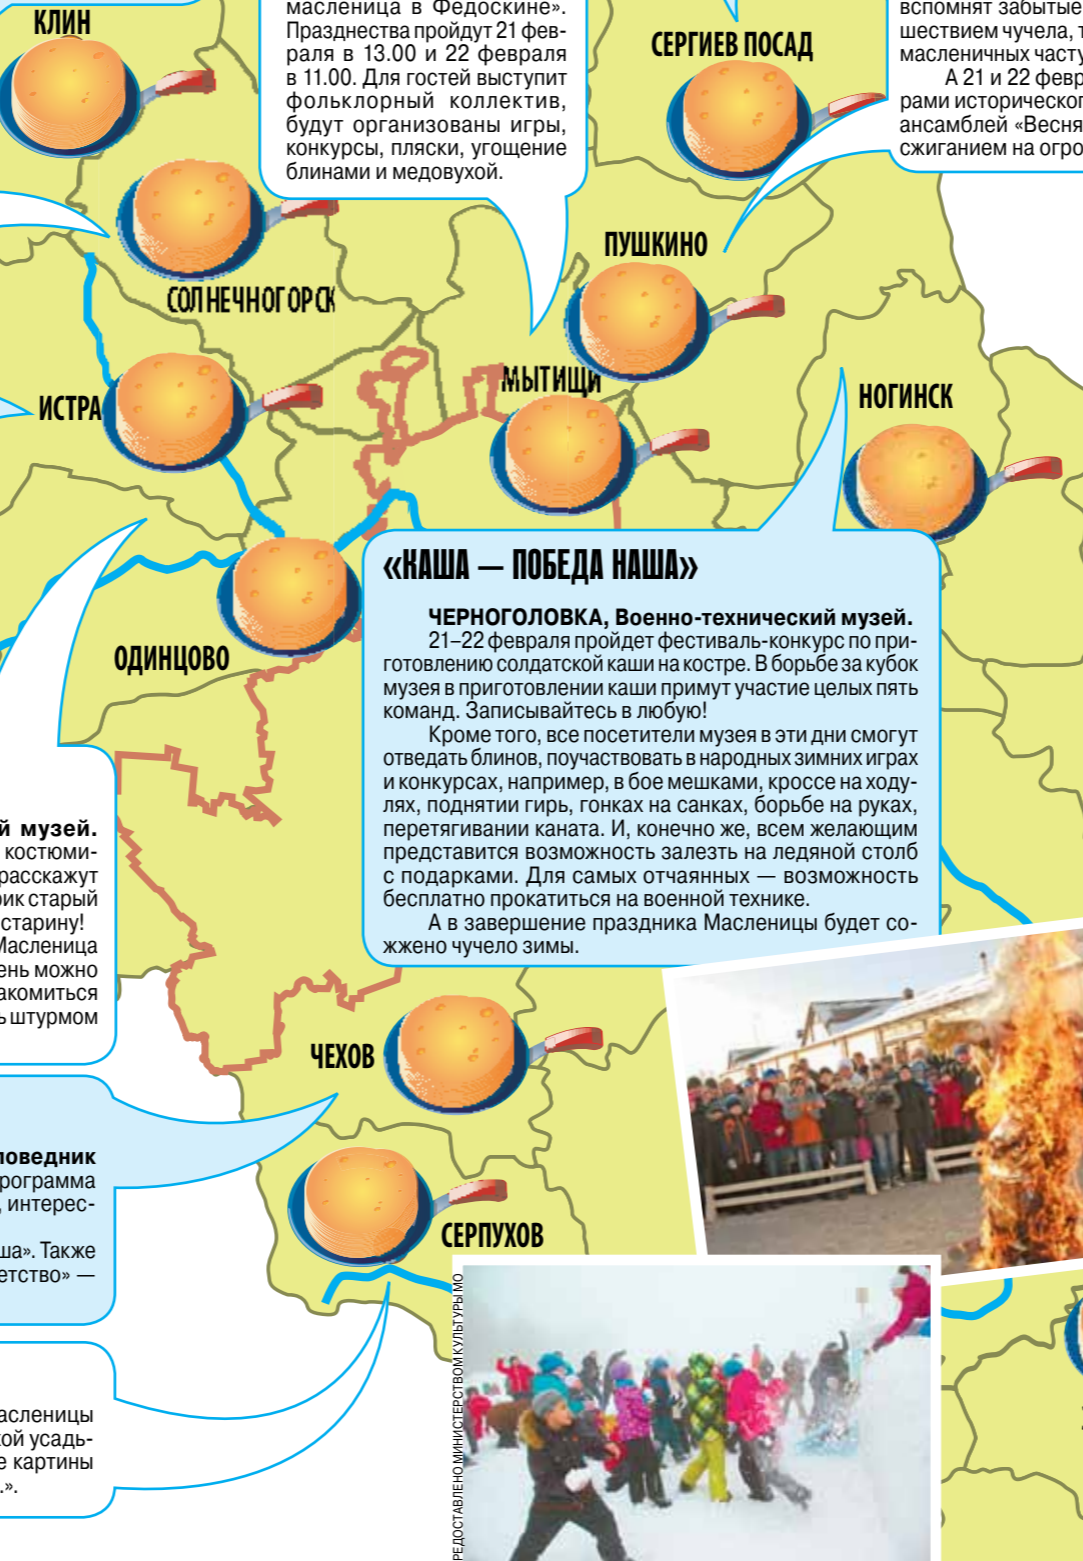 КЛИН
масленица в Федоскине».
Празднества пройдут 21 фев-
раля в 13.00 и 22 февраля
в 11.00. Для гостей выступит
фольклорный коллектив,
будут организованы игры,
конкурсы, пляски, угощение
блинами и медовухой.
СЕРГИЕВ ПОСАД
вспомнят забытые
шествием чучела, т
масленичных часту
А 21 и 22 февр
рами исторического
ансамблей «Весня
сжиганием на огро
СОЛНЕЧНОГОРСК
ПУШКИНО
ИСТРА
МЫТИЩИ
НОГИНСК
ОДИНЦОВО
«КАША — ПОБЕДА НАША»
ЧЕРНОГОЛОВКА, Военно-технический музей.
21–22 февраля пройдет фестиваль-конкурс по при-
готовлению солдатской каши на костре. В борьбе за кубок
музея в приготовлении каши примут участие целых пять
команд. Записывайтесь в любую!
Кроме того, все посетители музея в эти дни смогут
отведать блинов, поучаствовать в народных зимних играх
и конкурсах, например, в бое мешками, кроссе на ходу-
лях, поднятии гирь, гонках на санках, борьбе на руках,
перетягивании каната. И, конечно же, всем желающим
представится возможность залезть на ледяной столб
с подарками. Для самых отчаянных — возможность
бесплатно прокатиться на военной технике.
А в завершение праздника Масленицы будет со-
жжено чучело зимы.
й музей.
костюми-
расскажут
рик старый
старину!
Масленица
ень можно
акомиться
ь штурмом
ЧЕХОВ
поведник
рограмма
, интерес-
ша». Также
етство» —
СЕРПУХОВ
асленицы
кой усадь-
е картины
.».
РЕДОСТАВЛЕНО МИНИСТЕРСТВОМ КУЛЬТУРЫ МО